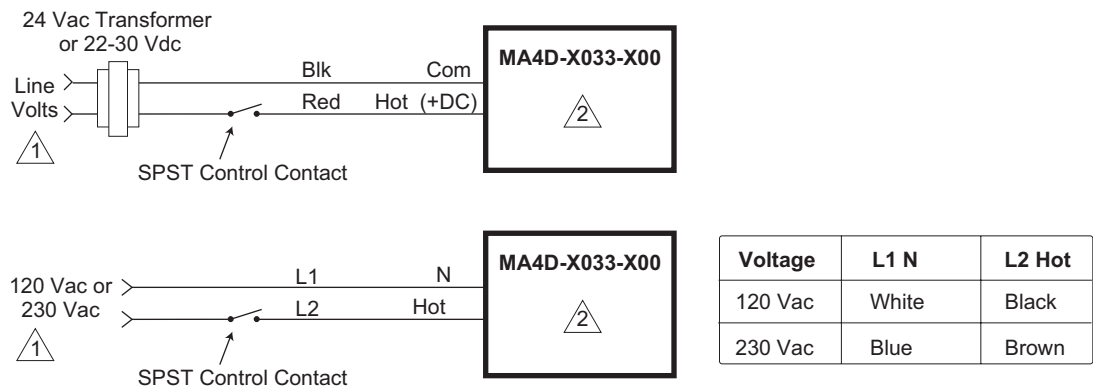 24 Vac Transformer
or 22-30 Vdc
Line
Volts
1
Blk
Com
Red
Hot (+DC)
SPST Control Contact
MA4D-X033-X00
2
120 Vac or
230 Vac
1
L1
N
L2
Hot
SPST Control Contact
MA4D-X033-X00
2
Voltage L1 N L2 Hot
120 Vac White Black
230 Vac Blue Brown